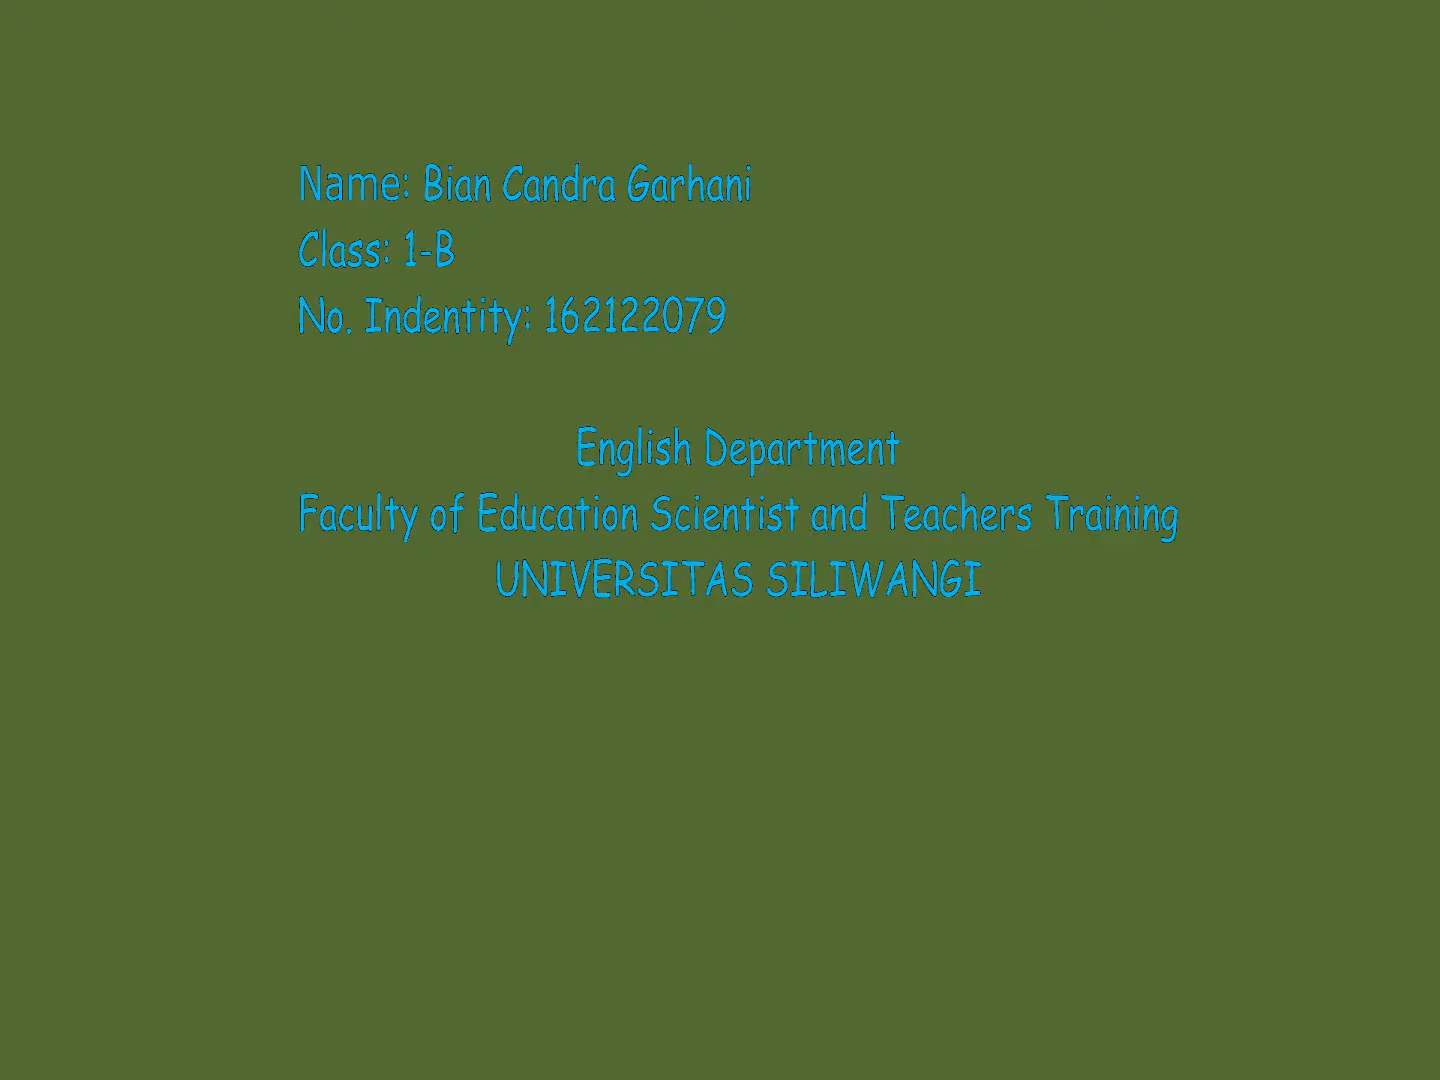 Name: Bian Candra Garhani
Class: 1-B
No. Indentity: 162122079
English Department
Faculty of Education Scientist and Teachers Training
UNIVERSITAS SILIWANGI